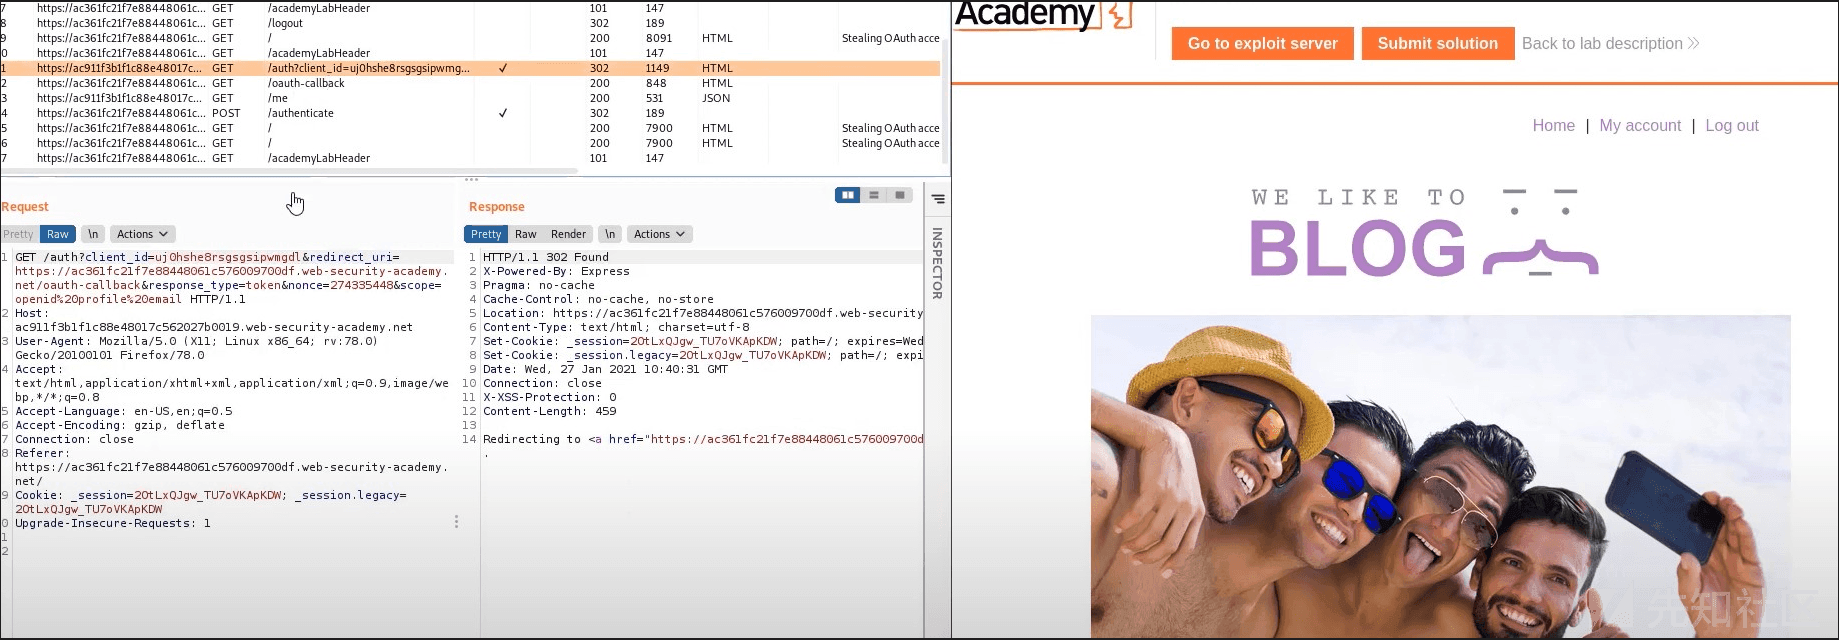 7 https://ac361fc21f7e88448061c... GET /academyLabHeader 101 147
8 https://ac361fc21f7e88448061c... GET /logout 302 189
9 https://ac361fc21f7e88448061c... GET / 200 8091 HTML Stealing OAuth acce
0 https://ac361fc21f7e88448061c... GET /academyLabHeader 101 147
1 https://ac911f3b1f1c88e48017c... GET /auth?client_id=uj0hshe8rsgsgsipwmg... ✓ 302 1149 HTML
2 https://ac361fc21f7e88448061c... GET /oauth-callback 200 848 HTML
3 https://ac911f3b1f1c88e48017c... GET /me 200 531 JSON
4 https://ac361fc21f7e88448061c... POST /authenticate ✓ 302 189
5 https://ac361fc21f7e88448061c... GET / 200 7900 HTML Stealing OAuth acce
6 https://ac361fc21f7e88448061c... GET / 200 7900 HTML Stealing OAuth acce
7 https://ac361fc21f7e88448061c... GET /academyLabHeader 101 147
Request
Pretty Raw \n Actions
1 GET /auth?client_id=uj0hshe8rsgsgsipwmgdl&redirect_uri=
https://ac361fc21f7e88448061c576009700df.web-security-academy.
net/oauth-callback&response_type=token&nonce=274335448&scope=
openid%20profile%20email HTTP/1.1
2 Host:
ac911f3b1f1c88e48017c562027b0019.web-security-academy.net
3 User-Agent: Mozilla/5.0 (X11; Linux x86_64; rv:78.0)
Gecko/20100101 Firefox/78.0
4 Accept:
text/html,application/xhtml+xml,application/xml;q=0.9,image/we
bp,*/*;q=0.8
5 Accept-Language: en-US,en;q=0.5
6 Accept-Encoding: gzip, deflate
7 Connection: close
8 Referer:
https://ac361fc21f7e88448061c576009700df.web-security-academy.
net/
9 Cookie: _session=2OtLxQJgw_TU7oVKApKDW; _session.legacy=
2OtLxQJgw_TU7oVKApKDW
0 Upgrade-Insecure-Requests: 1
1
2
Response
Pretty Raw Render \n Actions
1 HTTP/1.1 302 Found
2 X-Powered-By: Express
3 Pragma: no-cache
4 Cache-Control: no-cache, no-store
5 Location: https://ac361fc21f7e88448061c576009700df.web-security
6 Content-Type: text/html; charset=utf-8
7 Set-Cookie: _session=2OtLxQJgw_TU7oVKApKDW; path=/; expires=Wed
8 Set-Cookie: _session.legacy=2OtLxQJgw_TU7oVKApKDW; path=/; expi
9 Date: Wed, 27 Jan 2021 10:40:31 GMT
10 Connection: close
11 X-XSS-Protection: 0
12 Content-Length: 459
13
14 Redirecting to <a href="https://ac361fc21f7e88448061c576009700d
.
INSPECTOR
Academy
Go to exploit server Submit solution Back to lab description
Home | My account | Log out
WE LIKE TO
BLOG
先知社区